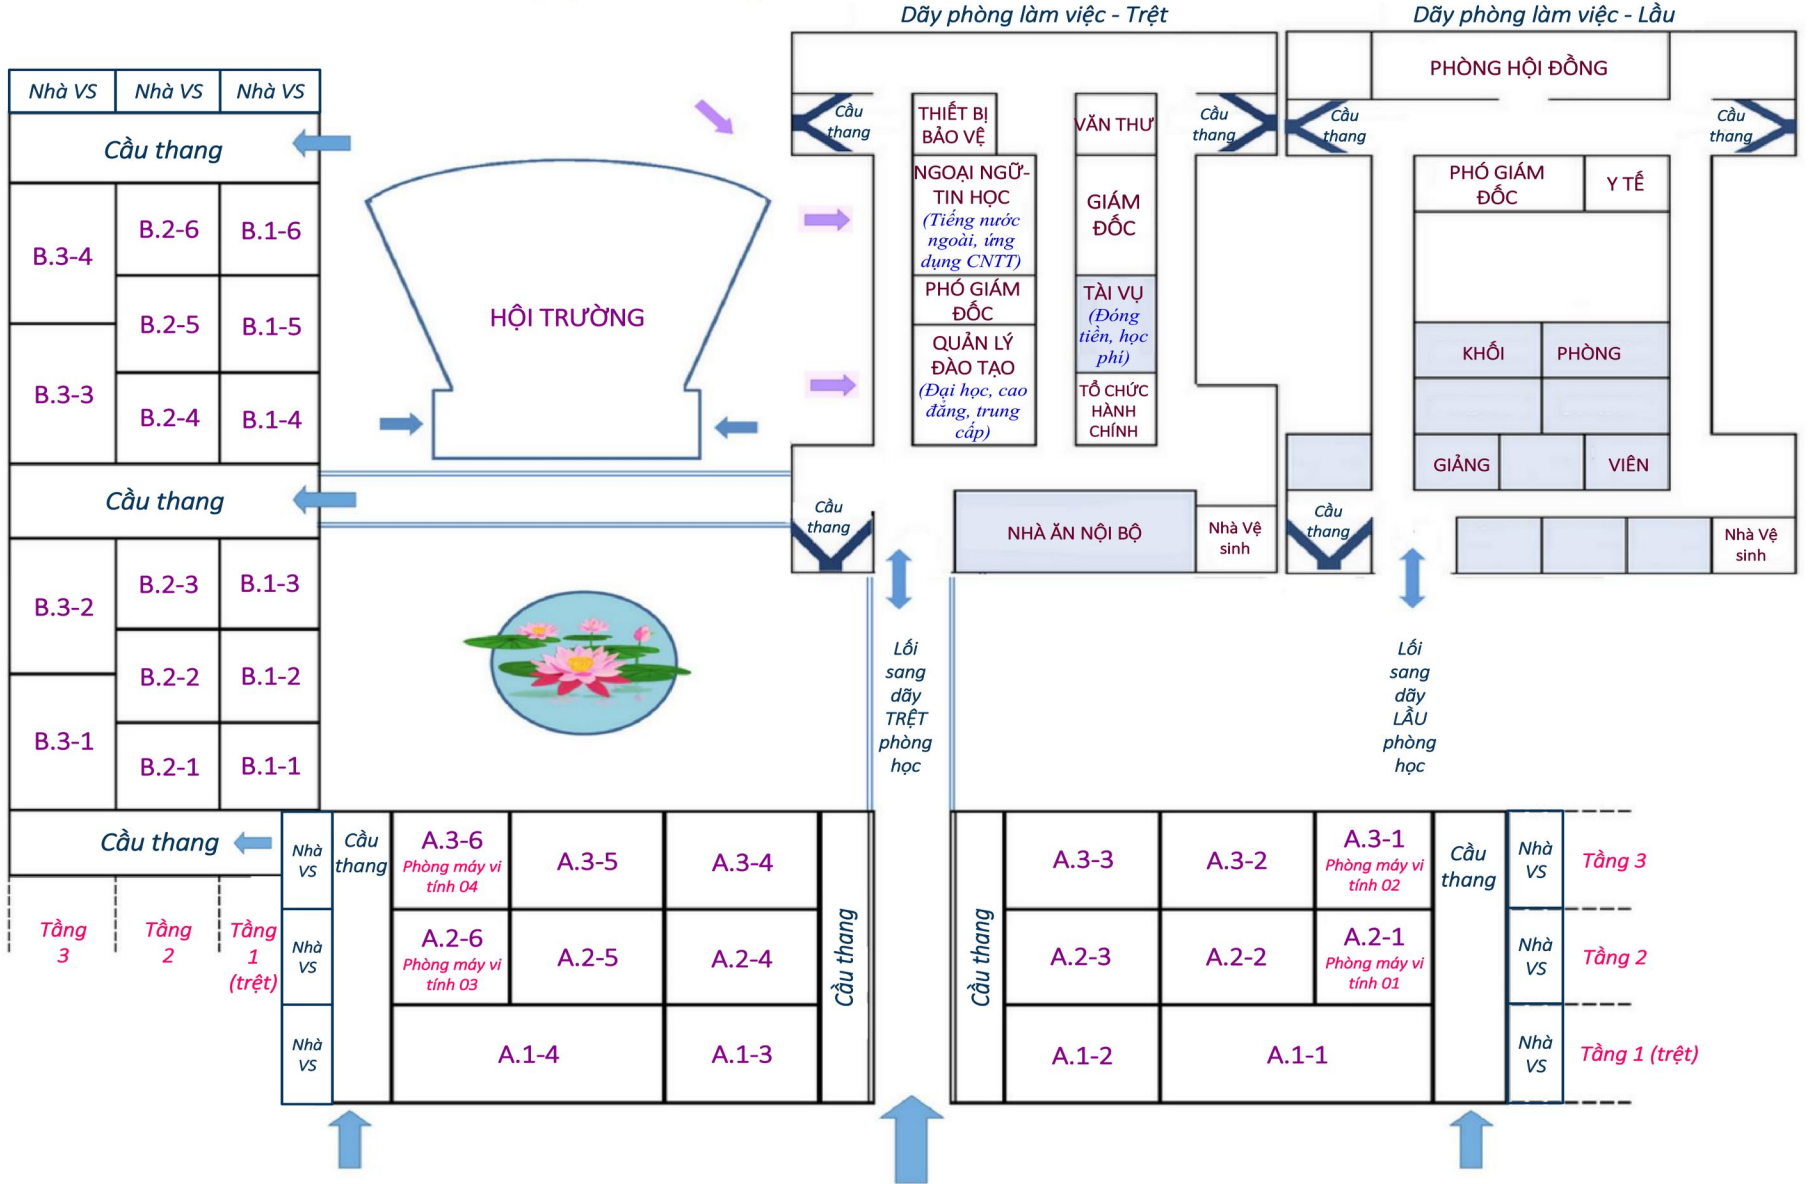 Dãy phòng làm việc - Trệt
Dãy phòng làm việc - Lầu
Nhà VS
Nhà VS
Nhà VS
Cầu thang
B.3-4
B.2-6
B.1-6
B.2-5
B.1-5
B.3-3
B.2-4
B.1-4
Cầu thang
B.3-2
B.2-3
B.1-3
B.2-2
B.1-2
B.3-1
B.2-1
B.1-1
Cầu thang
Tầng
3
Tầng
2
Tầng
1
(trệt)
HỘI TRƯỜNG
Cầu
thang
THIẾT BỊ
BẢO VỆ
VĂN THƯ
Cầu
thang
NGOẠI NGỮ-
TIN HỌC
(Tiếng nước
ngoài, ứng
dụng CNTT)
GIÁM
ĐỐC
PHÓ GIÁM
ĐỐC
TÀI VỤ
(Đóng
tiền, học
phí)
QUẢN LÝ
ĐÀO TẠO
(Đại học, cao
đẳng, trung
cấp)
TỔ CHỨC
HÀNH
CHÍNH
Cầu
thang
NHÀ ĂN NỘI BỘ
Nhà Vệ
sinh
PHÒNG HỘI ĐỒNG
Cầu
thang
Cầu
thang
PHÓ GIÁM
ĐỐC
Y TẾ
KHỐI
PHÒNG
GIẢNG
VIÊN
Cầu
thang
Nhà Vệ
sinh
Lối
sang
dãy
TRỆT
phòng
học
Lối
sang
dãy
LẦU
phòng
học
Nhà
VS
Cầu
thang
A.3-6
Phòng máy vi
tính 04
A.3-5
A.3-4
Cầu thang
Cầu thang
A.3-3
A.3-2
A.3-1
Phòng máy vi
tính 02
Cầu
thang
Nhà
VS
Tầng 3
Nhà
VS
A.2-6
Phòng máy vi
tính 03
A.2-5
A.2-4
A.2-3
A.2-2
A.2-1
Phòng máy vi
tính 01
Nhà
VS
Tầng 2
Nhà
VS
A.1-4
A.1-3
A.1-2
A.1-1
Nhà
VS
Tầng 1 (trệt)